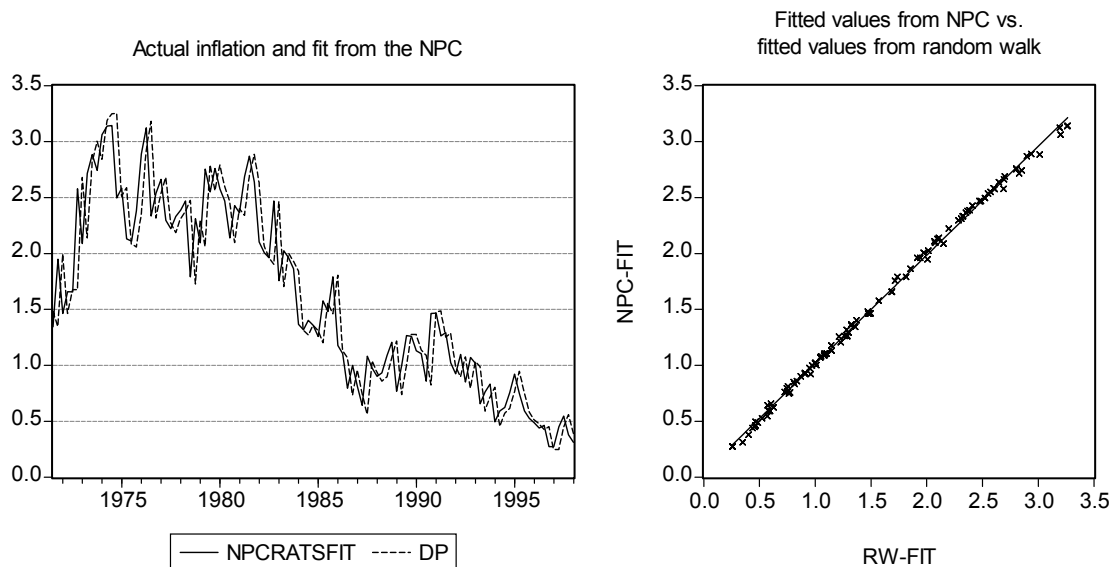 Actual inflation and fit from the NPC
3.5
3.0
2.5
2.0
1.5
1.0
0.5
0.0
1975 1980 1985 1990 1995
NPCRATSFIT DP
Fitted values from NPC vs.
fitted values from random walk
NPC-FIT
3.5
3.0
2.5
2.0
1.5
1.0
0.5
0.0
0.0 0.5 1.0 1.5 2.0 2.5 3.0 3.5
RW-FIT